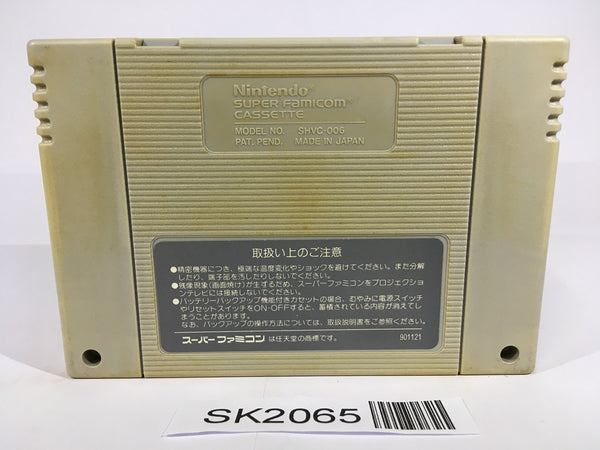 Nintendo®
SUPER FAMICOM™
CASSETTE
MODEL NO. SHVC-006
PAT. PEND. MADE IN JAPAN
取扱い上のご注意
●精密機器につき、極端な温度変化やショックを避けてください。また分解
したり、端子部を汚したりしないでください。
●残像現象(画面焼け)が生ずるため、スーパーファミコンをプロジェクショ
ンテレビには接続しないでください。
●バッテリーバックアップ機能付きカセットの場合、むやみに電源スイッチ
やリセットスイッチをON・OFFすると、蓄積されている内容が消えてし
まうことがあります。
なお、バックアップの操作方法については、取扱説明書をご参照ください。
スーパーファミコン は任天堂の商標です。 901121
SK2065